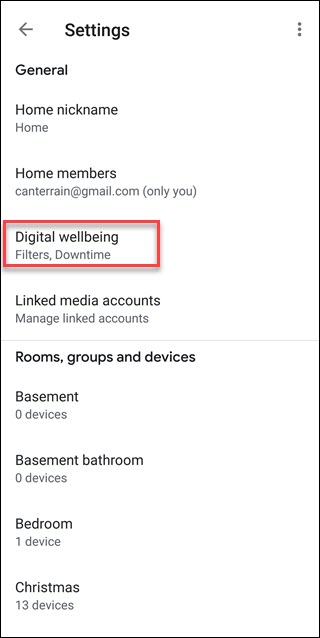 Settings
General
Home nickname
Home
Home members
canterrain@gmail.com (only you)
Digital wellbeing
Filters, Downtime
Linked media accounts
Manage linked accounts
Rooms, groups and devices
Basement
0 devices
Basement bathroom
0 devices
Bedroom
1 device
Christmas
13 devices